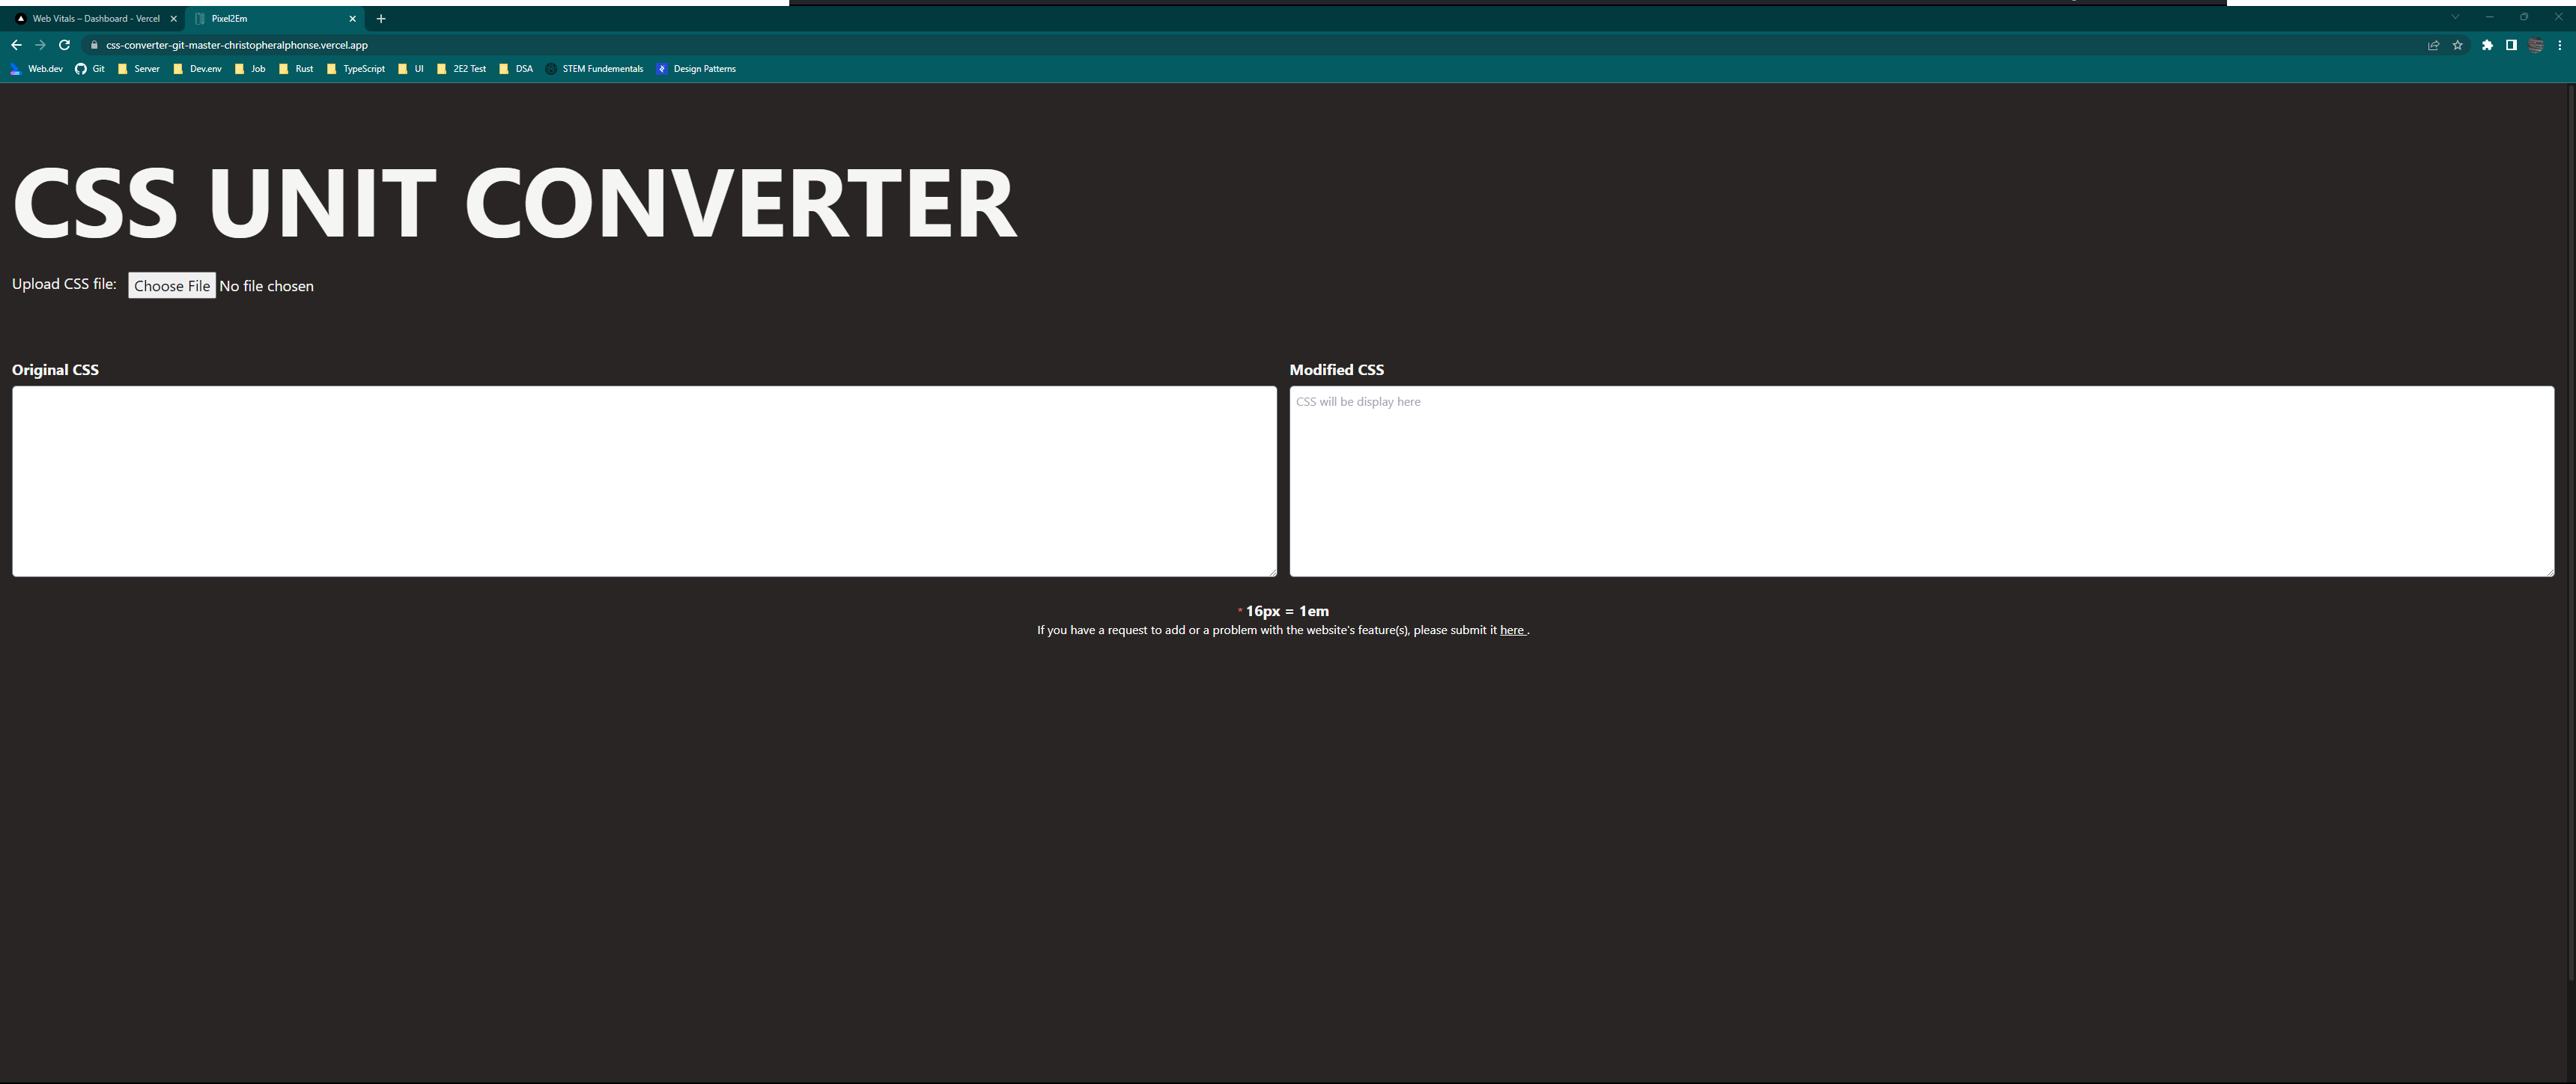 Web Vitals – Dashboard - Vercel
Pixel2Em
css-converter-git-master-christopheralphonse.vercel.app
Web.dev Git Server Dev.env Job Rust TypeScript UI 2E2 Test DSA STEM Fundementals Design Patterns
CSS UNIT CONVERTER
Upload CSS file: Choose File No file chosen
Original CSS
Modified CSS
CSS will be display here
* 16px = 1em
If you have a request to add or a problem with the website's feature(s), please submit it here .